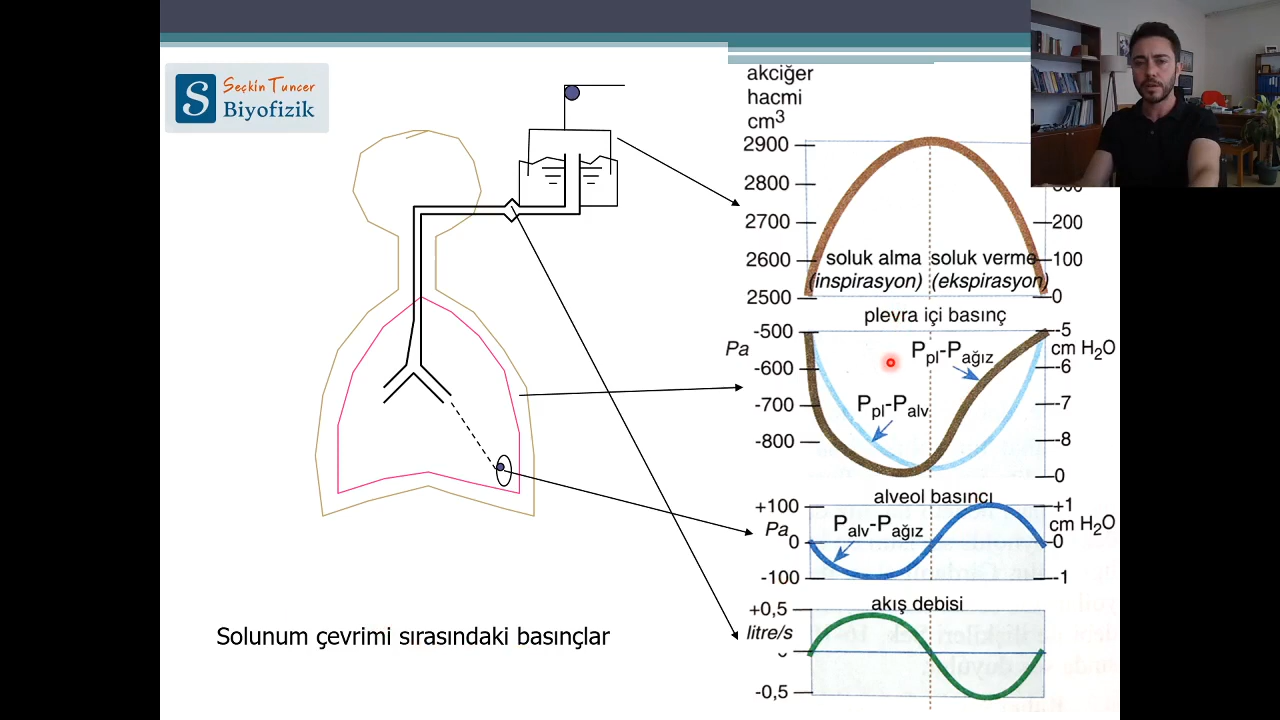 Seçkin Tuncer
S Biyofizik
akciğer
hacmi
cm3
2900
2800
2700
200
2600
100
soluk alma soluk verme
(inspirasyon) (ekspirasyon)
2500
0
plevra içi basınç
-500
-5
Pa
Ppl-Pağız
cm H2O
-600
-6
-700
Ppl-Palv
-7
-800
-8
0
alveol basıncı
+100
+1
Pa
Palv-Pağız
cm H2O
0
-0
-100
-1
akış debisi
+0,5
litre/s
-0,5
Solunum çevrimi sırasındaki basınçlar